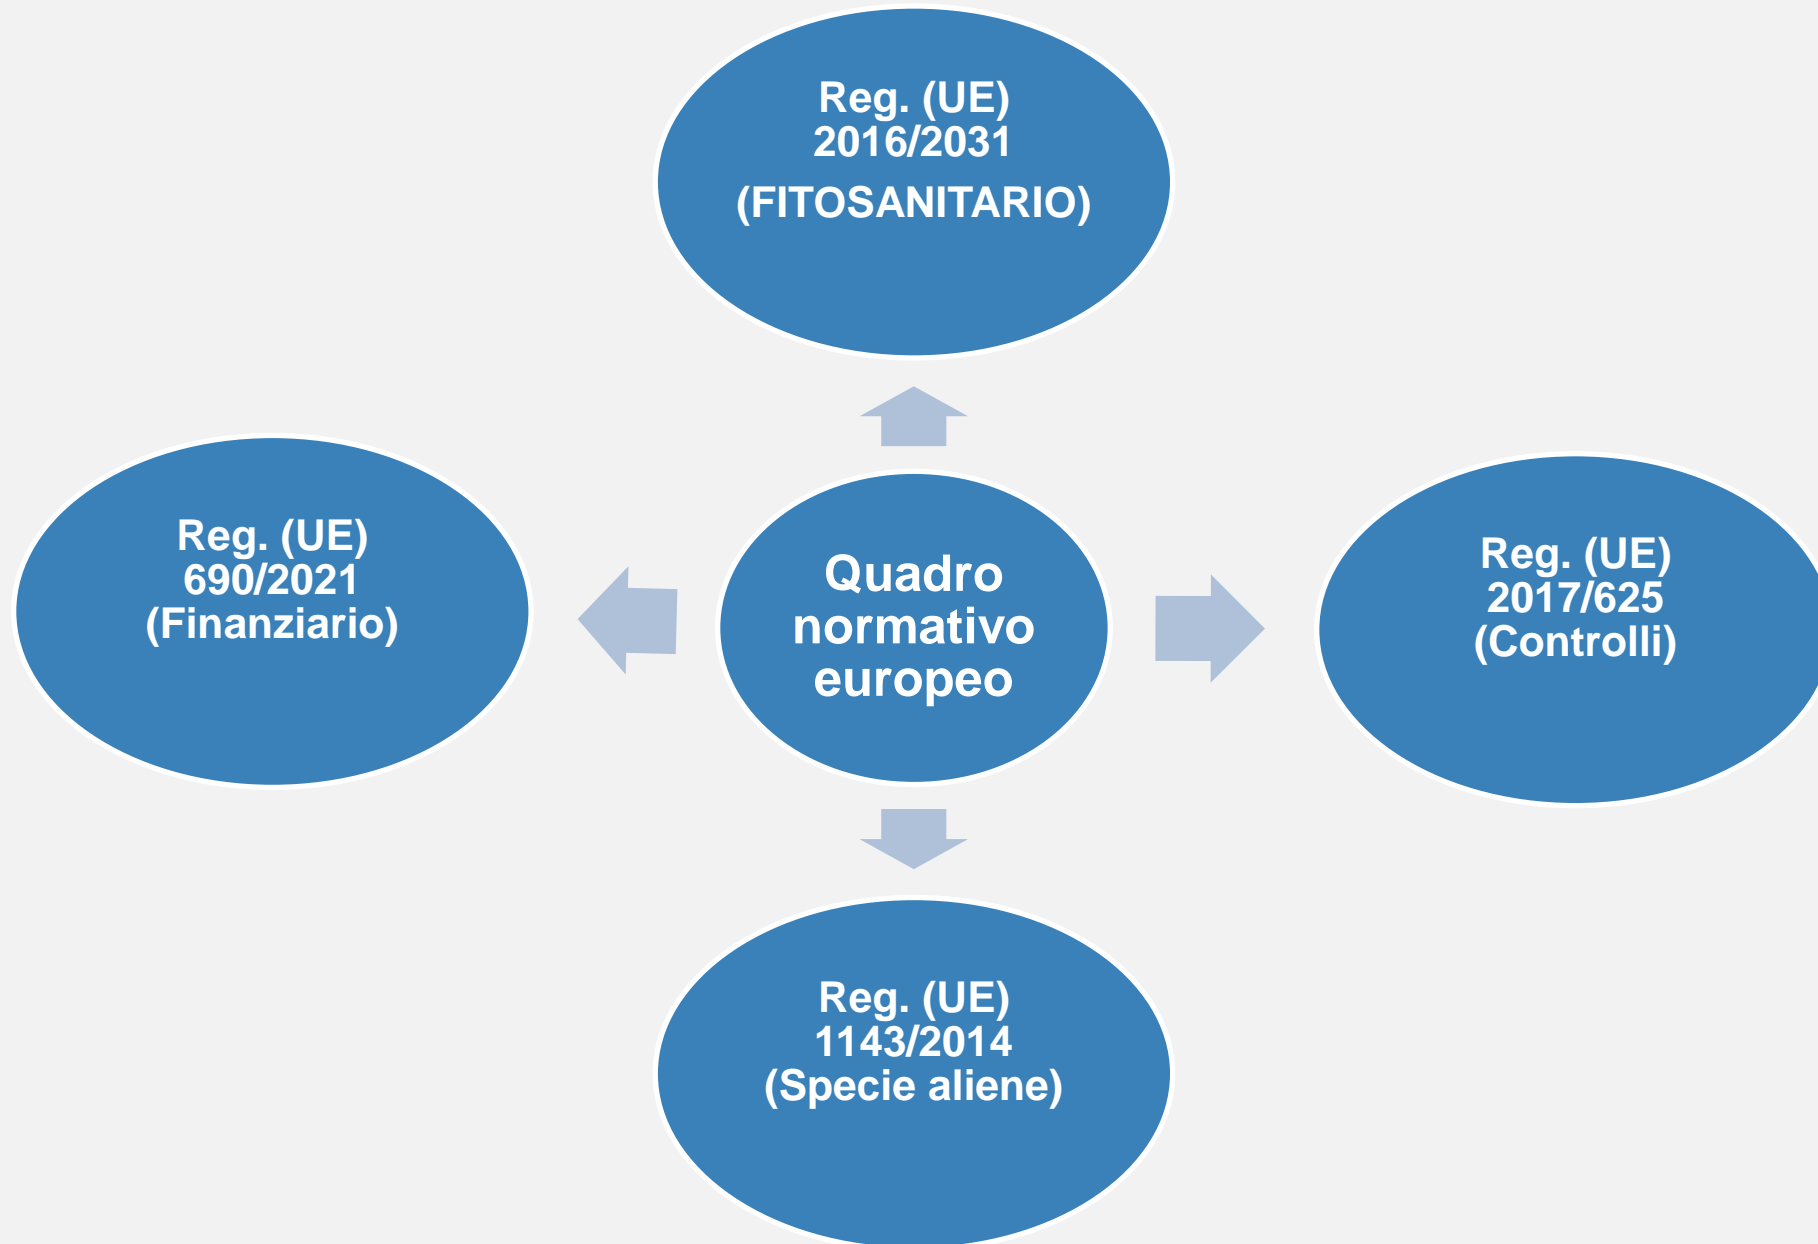 Reg. (UE)
2016/2031
(FITOSANITARIO)
Reg. (UE)
690/2021
(Finanziario)
Quadro
normativo
europeo
Reg. (UE)
2017/625
(Controlli)
Reg. (UE)
1143/2014
(Specie aliene)